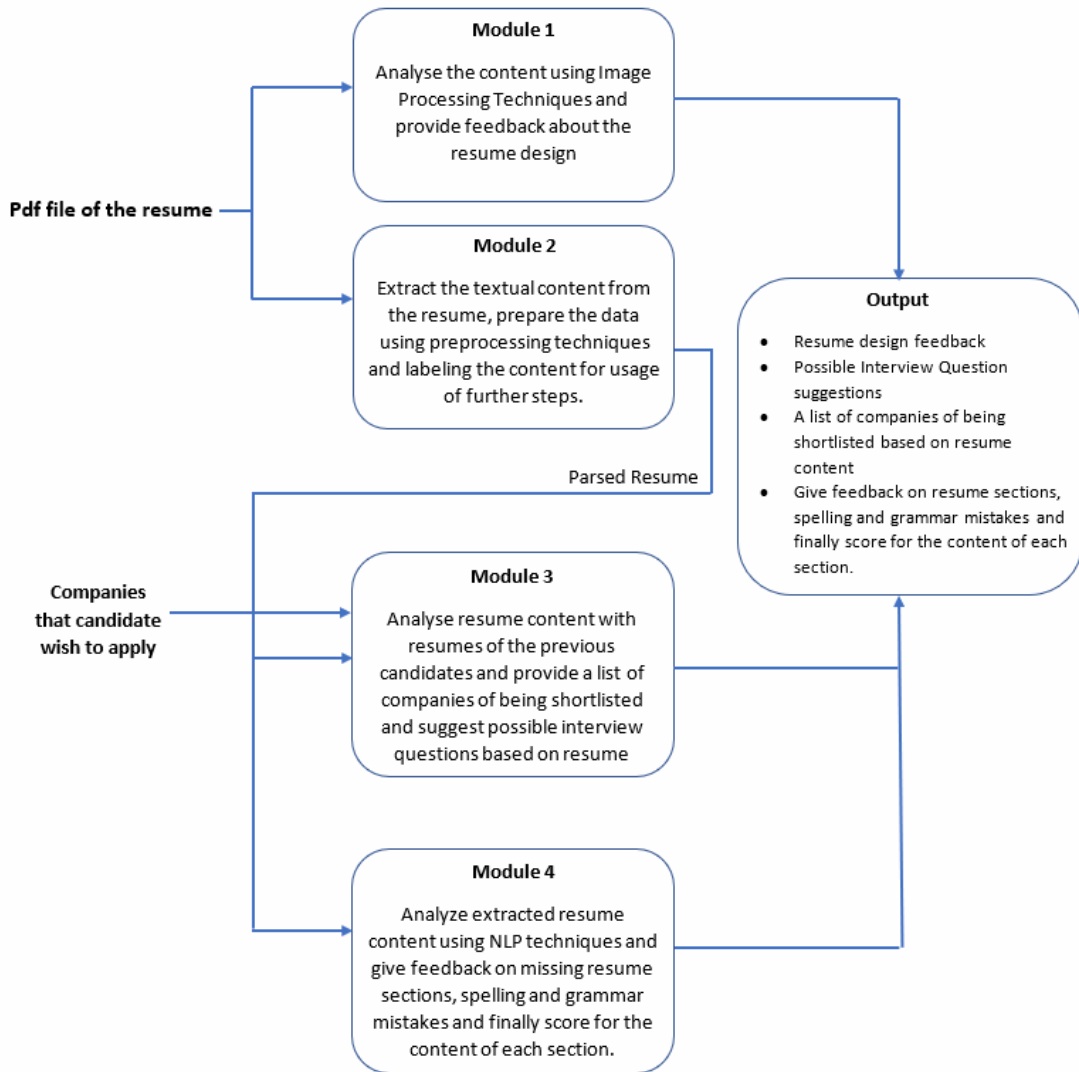 Module 1
Analyse the content using Image
Processing Techniques and
provide feedback about the
resume design
Pdf file of the resume
Module 2
Extract the textual content from
the resume, prepare the data
using preprocessing techniques
and labeling the content for usage
of further steps.
Output
• Resume design feedback
• Possible Interview Question
suggestions
• A list of companies of being
shortlisted based on resume
content
• Give feedback on resume sections,
spelling and grammar mistakes and
finally score for the content of each
section.
Parsed Resume
Companies
that candidate
wish to apply
Module 3
Analyse resume content with
resumes of the previous
candidates and provide a list of
companies of being shortlisted
and suggest possible interview
questions based on resume
Module 4
Analyze extracted resume
content using NLP techniques and
give feedback on missing resume
sections, spelling and grammar
mistakes and finally score for the
content of each section.